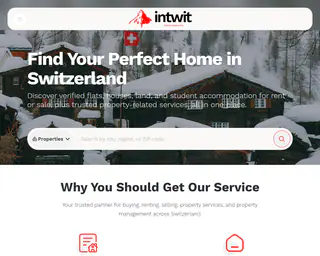 intwit
Find Your Perfect Home in
Switzerland
Discover verified flats, houses, land, and student accommodation for rent
or sale, plus trusted property-related services, all in one place.
Properties
Search by city, region, or ZIP code
Why You Should Get Our Service
Your trusted partner for buying, renting, selling, property services, and property
management across Switzerland